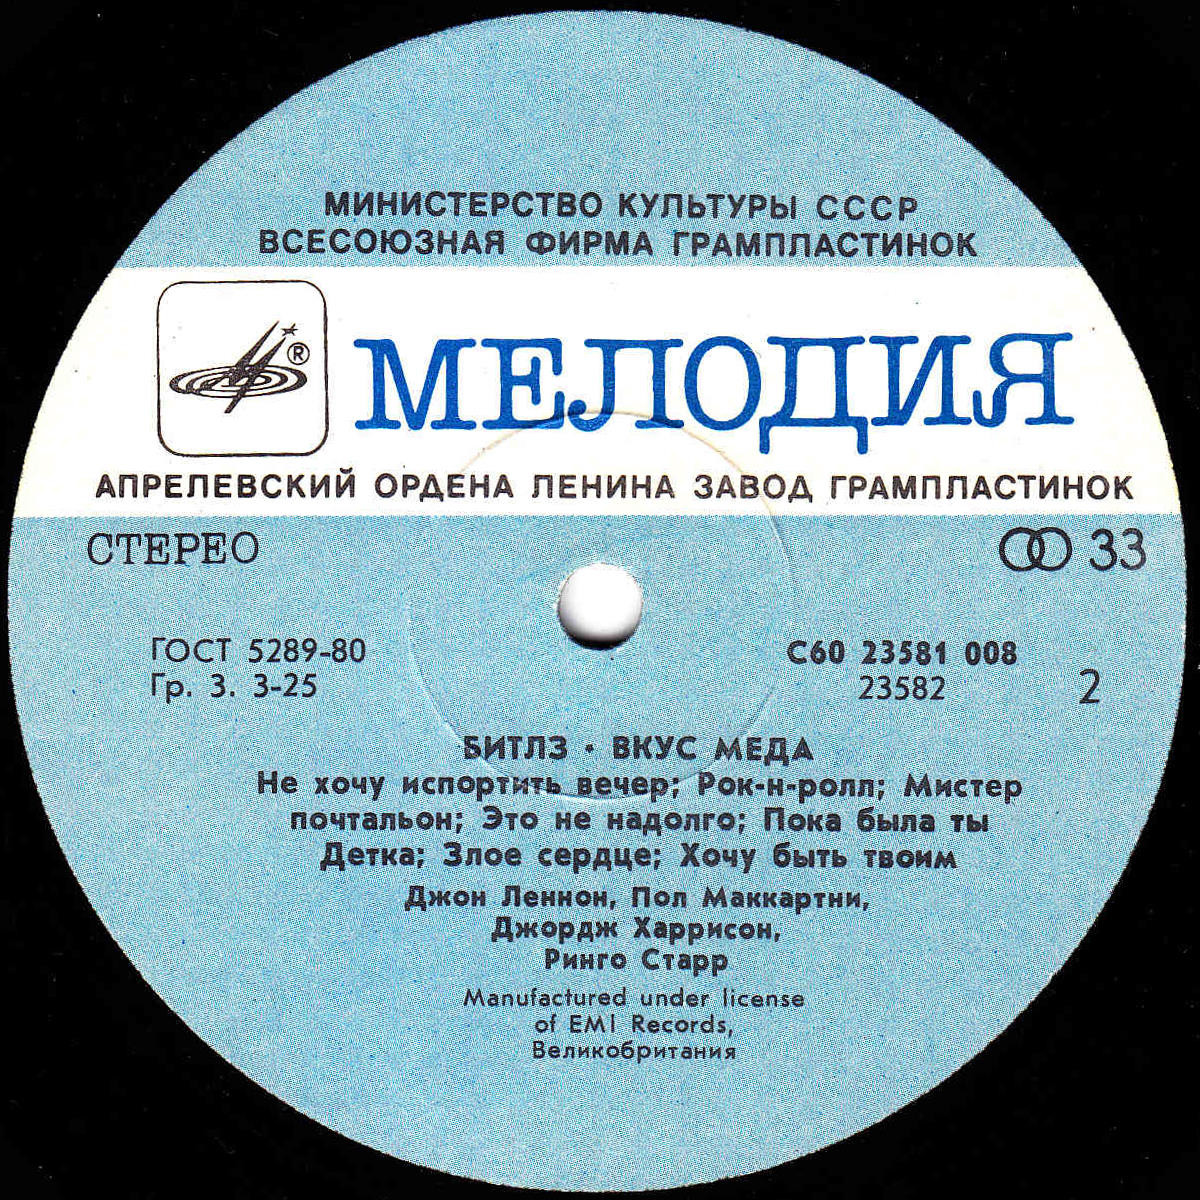 МИНИСТЕРСТВО КУЛЬТУРЫ СССР
ВСЕСОЮЗНАЯ ФИРМА ГРАМПЛАСТИНОК
®
МЕЛОДИЯ
АПРЕЛЕВСКИЙ ОРДЕНА ЛЕНИНА ЗАВОД ГРАМПЛАСТИНОК
СТЕРЕО
33
ГОСТ 5289-80
Гр. 3. 3-25
С60 23581 008
23582
2
БИТЛЗ • ВКУС МЕДА
Не хочу испортить вечер; Рок-н-ролл; Мистер
почтальон; Это не надолго; Пока была ты
Детка; Злое сердце; Хочу быть твоим
Джон Леннон, Пол Маккартни,
Джордж Харрисон,
Ринго Старр
Manufactured under license
of EMI Records,
Великобритания